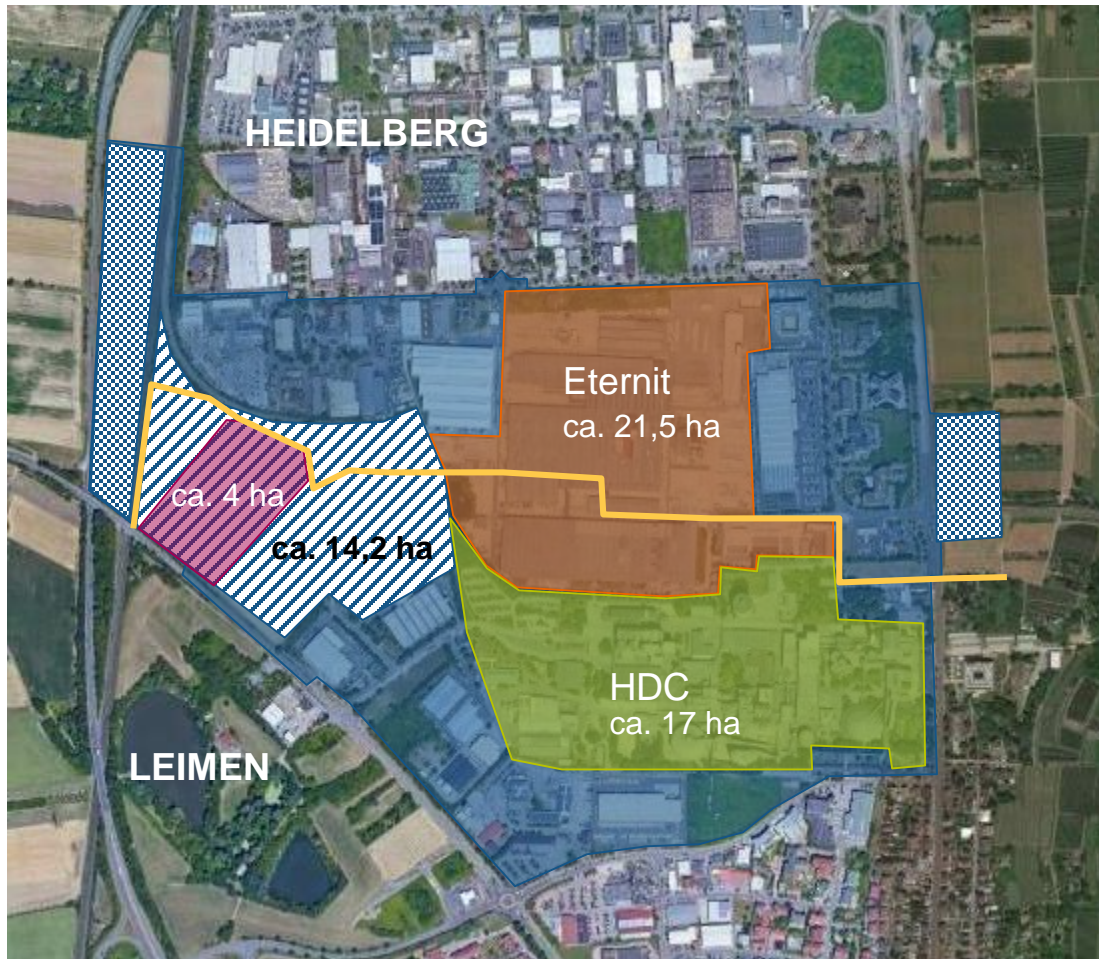 HEIDELBERG
Eternit
ca. 21,5 ha
ca. 4 ha
ca. 14,2 ha
HDC
ca. 17 ha
LEIMEN